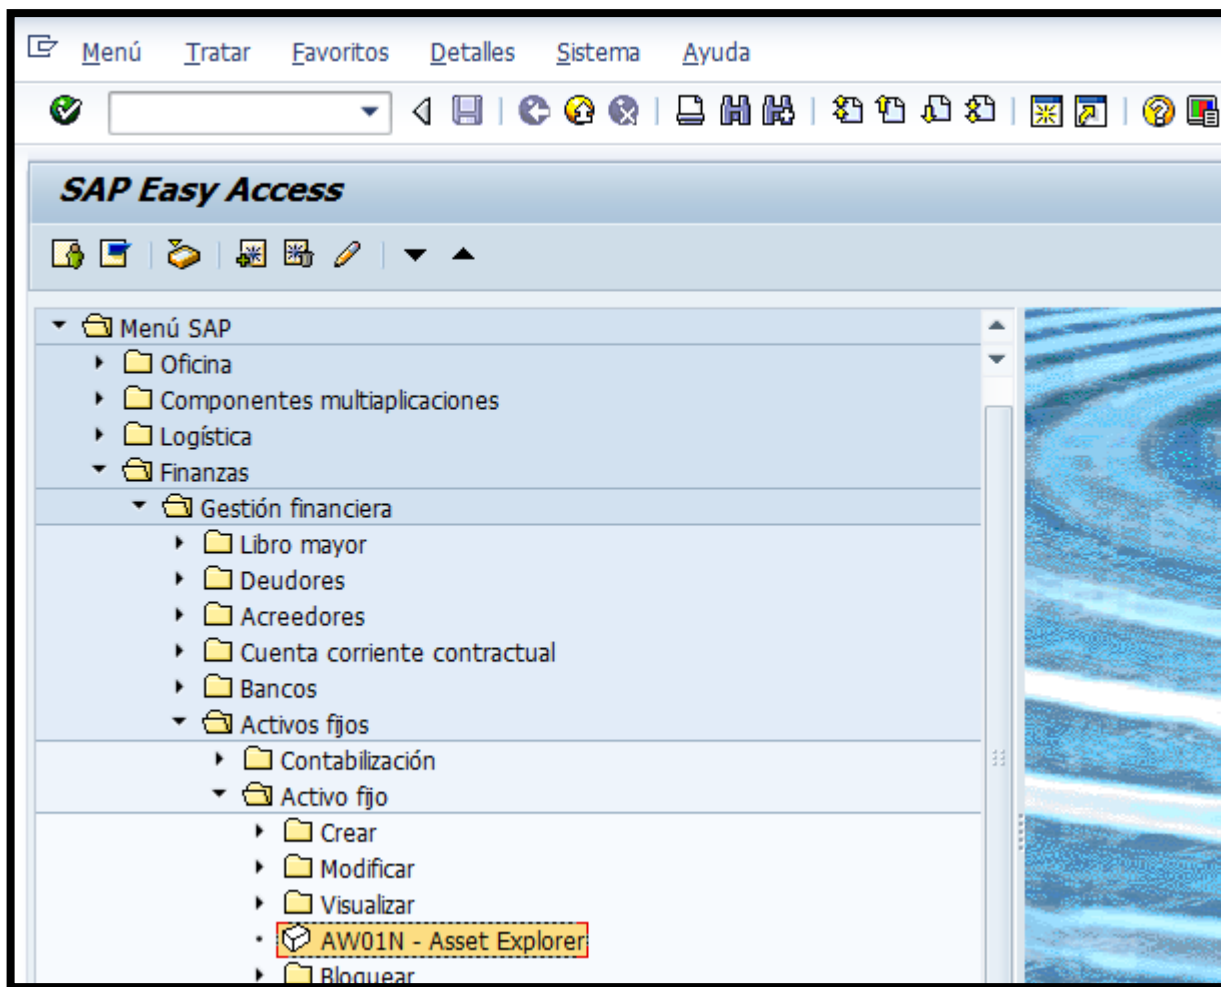 Menú Tratar Favoritos Detalles Sistema Ayuda
SAP Easy Access
Menú SAP
Oficina
Componentes multiaplicaciones
Logística
Finanzas
Gestión financiera
Libro mayor
Deudores
Acreedores
Cuenta corriente contractual
Bancos
Activos fijos
Contabilización
Activo fijo
Crear
Modificar
Visualizar
AW01N - Asset Explorer
Bloquear